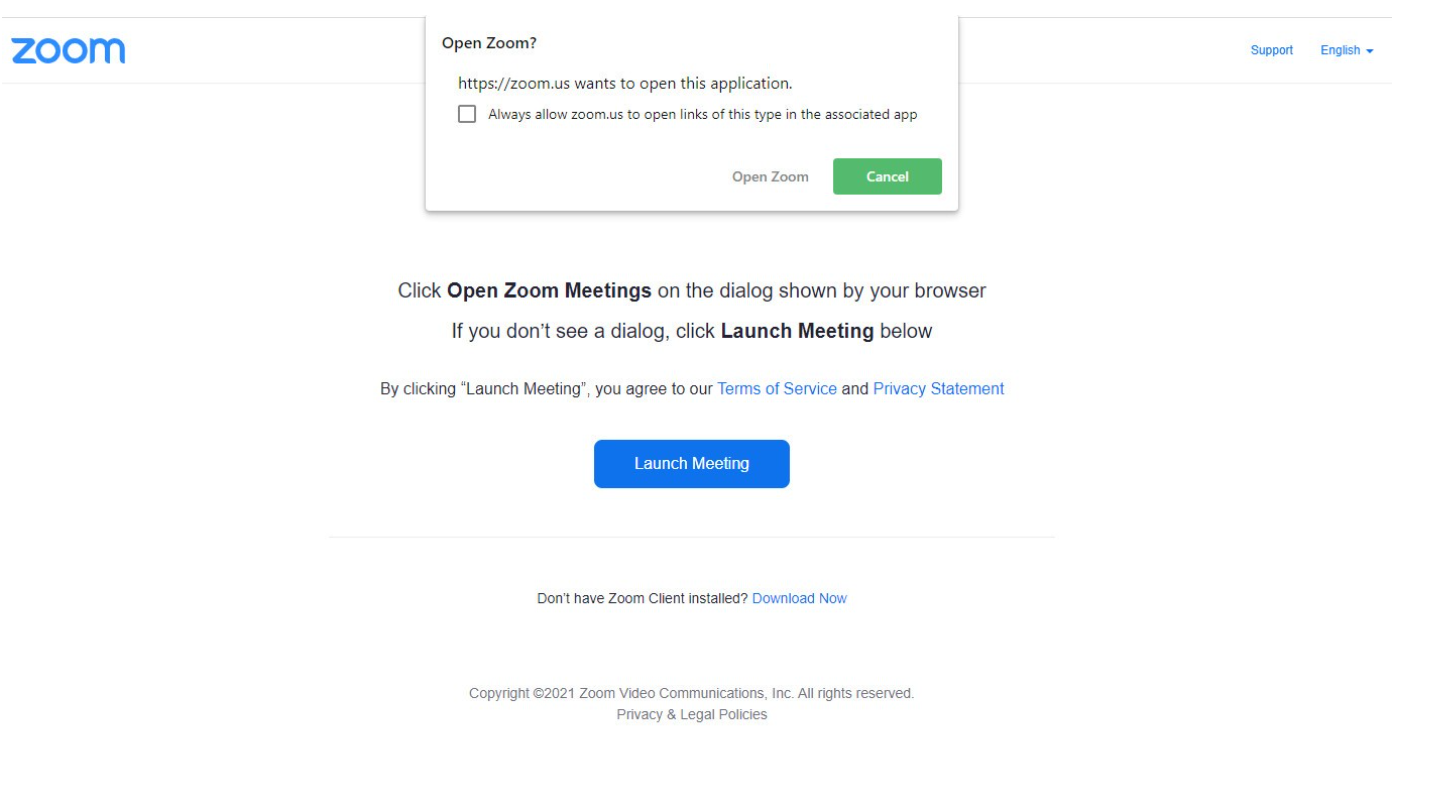 zoom
Support English
Open Zoom?
https://zoom.us wants to open this application.
Always allow zoom.us to open links of this type in the associated app
Open Zoom Cancel
Click Open Zoom Meetings on the dialog shown by your browser
If you don’t see a dialog, click Launch Meeting below
By clicking “Launch Meeting”, you agree to our Terms of Service and Privacy Statement
Launch Meeting
Don’t have Zoom Client installed? Download Now
Copyright ©2021 Zoom Video Communications, Inc. All rights reserved.
Privacy & Legal Policies